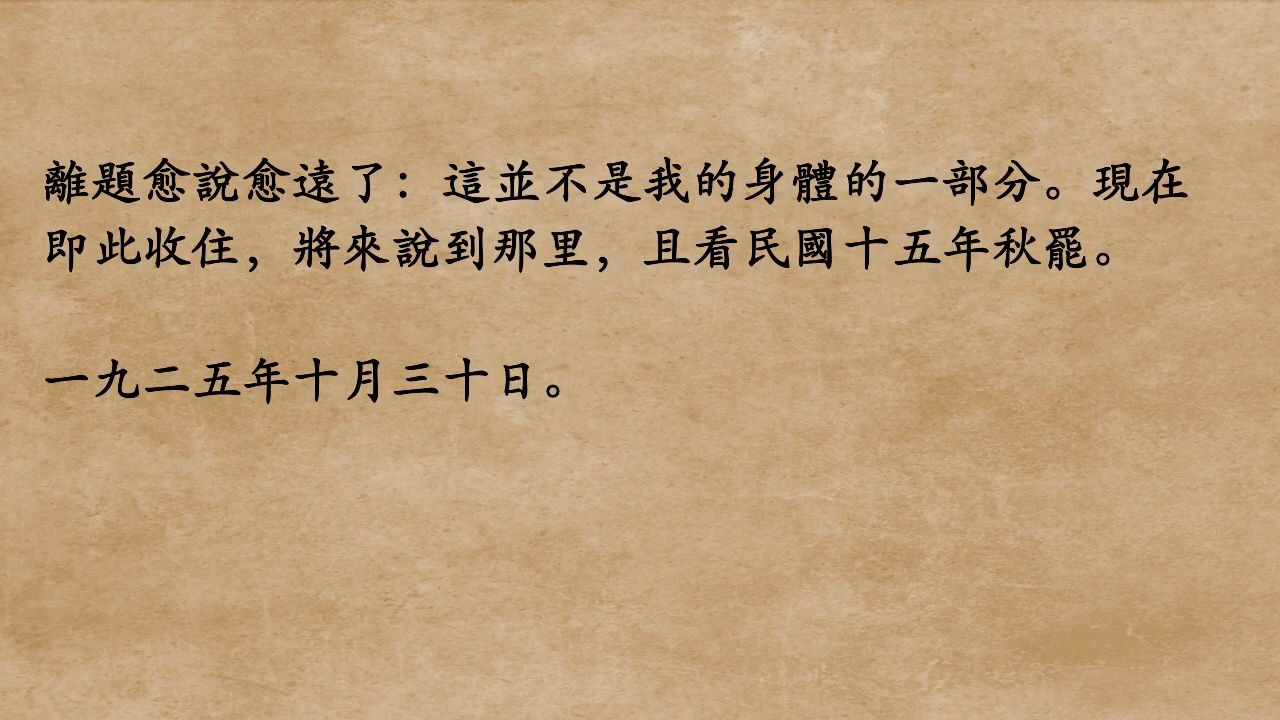 離題愈說愈遠了：這並不是我的身體的一部分。現在
即此收住，將來說到那里，且看民國十五年秋罷。
一九二五年十月三十日。